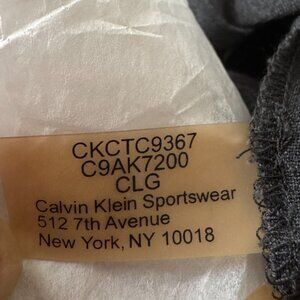 CKCTC9367
C9AK7200
CLG
Calvin Klein Sportswear
512 7th Avenue
New York, NY 10018